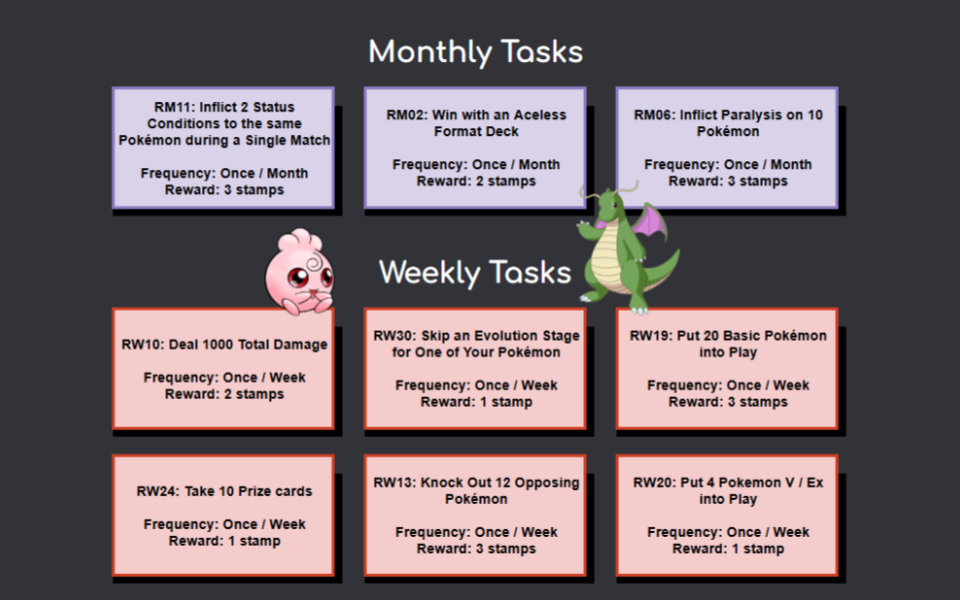 Monthly Tasks
RM11: Inflict 2 Status
Conditions to the same
Pokémon during a Single Match
Frequency: Once / Month
Reward: 3 stamps
RM02: Win with an Aceless
Format Deck
Frequency: Once / Month
Reward: 2 stamps
RM06: Inflict Paralysis on 10
Pokémon
Frequency: Once / Month
Reward: 3 stamps
Weekly Tasks
RW10: Deal 1000 Total Damage
Frequency: Once / Week
Reward: 2 stamps
RW30: Skip an Evolution Stage
for One of Your Pokémon
Frequency: Once / Week
Reward: 1 stamp
RW19: Put 20 Basic Pokémon
into Play
Frequency: Once / Week
Reward: 3 stamps
RW24: Take 10 Prize cards
Frequency: Once / Week
Reward: 1 stamp
RW13: Knock Out 12 Opposing
Pokémon
Frequency: Once / Week
Reward: 3 stamps
RW20: Put 4 Pokemon V / Ex
into Play
Frequency: Once / Week
Reward: 1 stamp